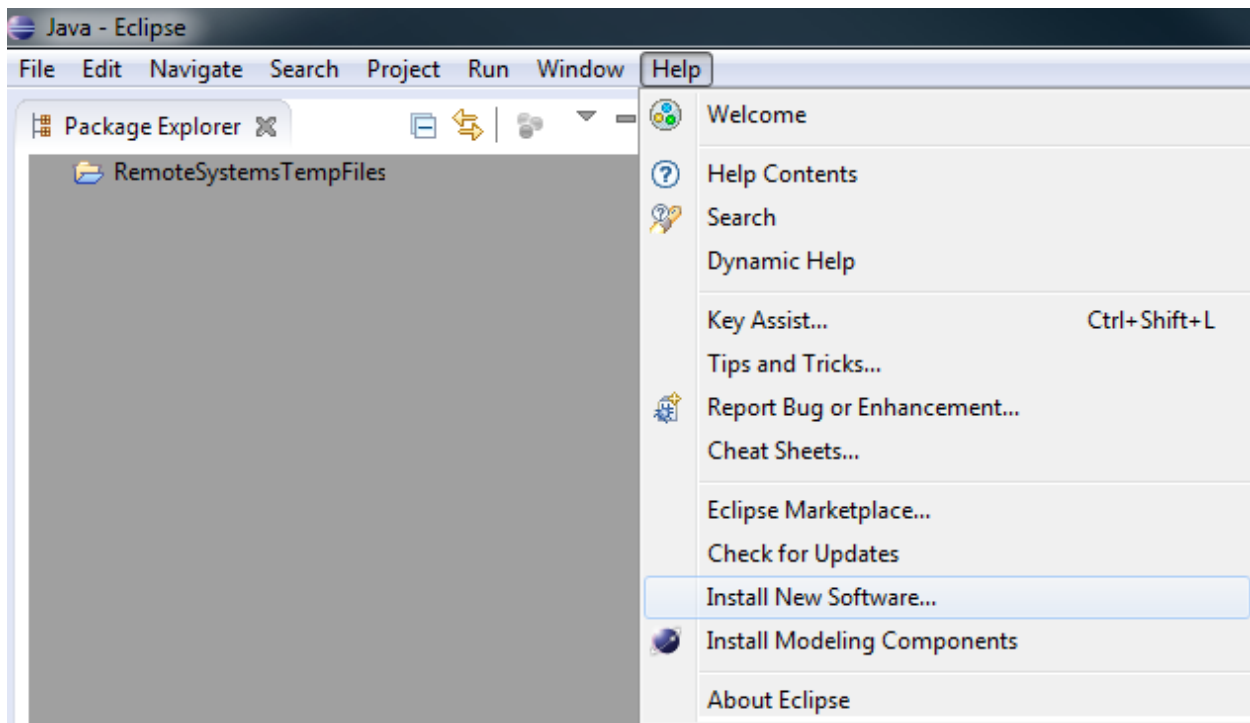 Java - Eclipse
File Edit Navigate Search Project Run Window Help
Package Explorer
RemoteSystemsTempFiles
Welcome
Help Contents
Search
Dynamic Help
Key Assist... Ctrl+Shift+L
Tips and Tricks...
Report Bug or Enhancement...
Cheat Sheets...
Eclipse Marketplace...
Check for Updates
Install New Software...
Install Modeling Components
About Eclipse